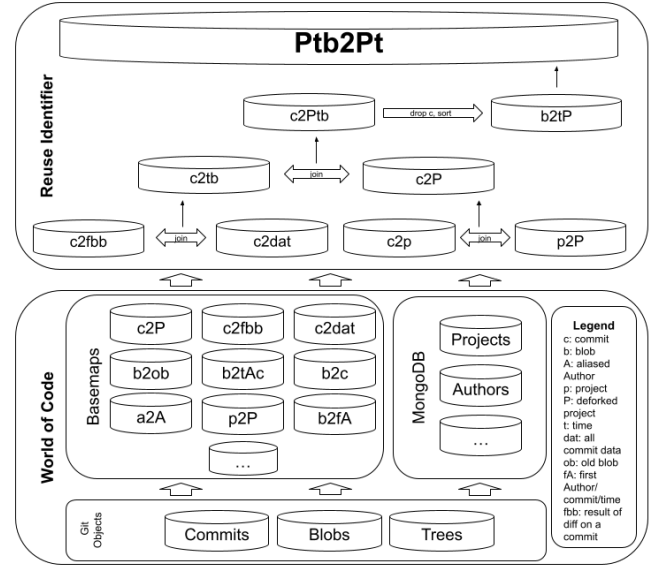 Ptb2Pt
Reuse Identifier
c2Ptb
drop c, sort
b2tP
c2tb
join
c2P
c2fbb
join
c2dat
c2p
join
p2P
World of Code
Basemaps
c2P
c2fbb
c2dat
b2ob
b2tAc
b2c
a2A
p2P
b2fA
...
MongoDB
Projects
Authors
...
Legend
c: commit
b: blob
A: aliased
Author
p: project
P: deforked
project
t: time
dat: all
commit data
ob: old blob
fA: first
Author/
commit/time
fbb: result of
diff on a
commit
Git
Objects
Commits
Blobs
Trees